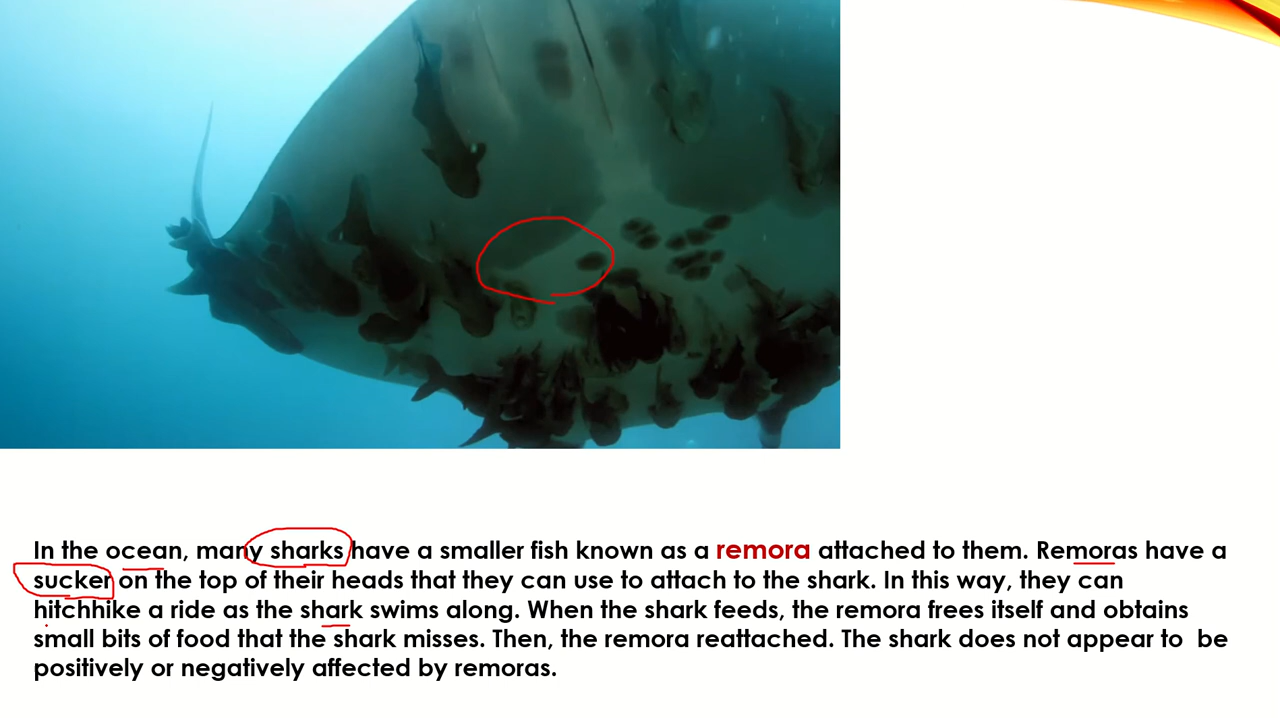 In the ocean, many sharks have a smaller fish known as a remora attached to them. Remoras have a
sucker on the top of their heads that they can use to attach to the shark. In this way, they can
hitchhike a ride as the shark swims along. When the shark feeds, the remora frees itself and obtains
small bits of food that the shark misses. Then, the remora reattached. The shark does not appear to be
positively or negatively affected by remoras.